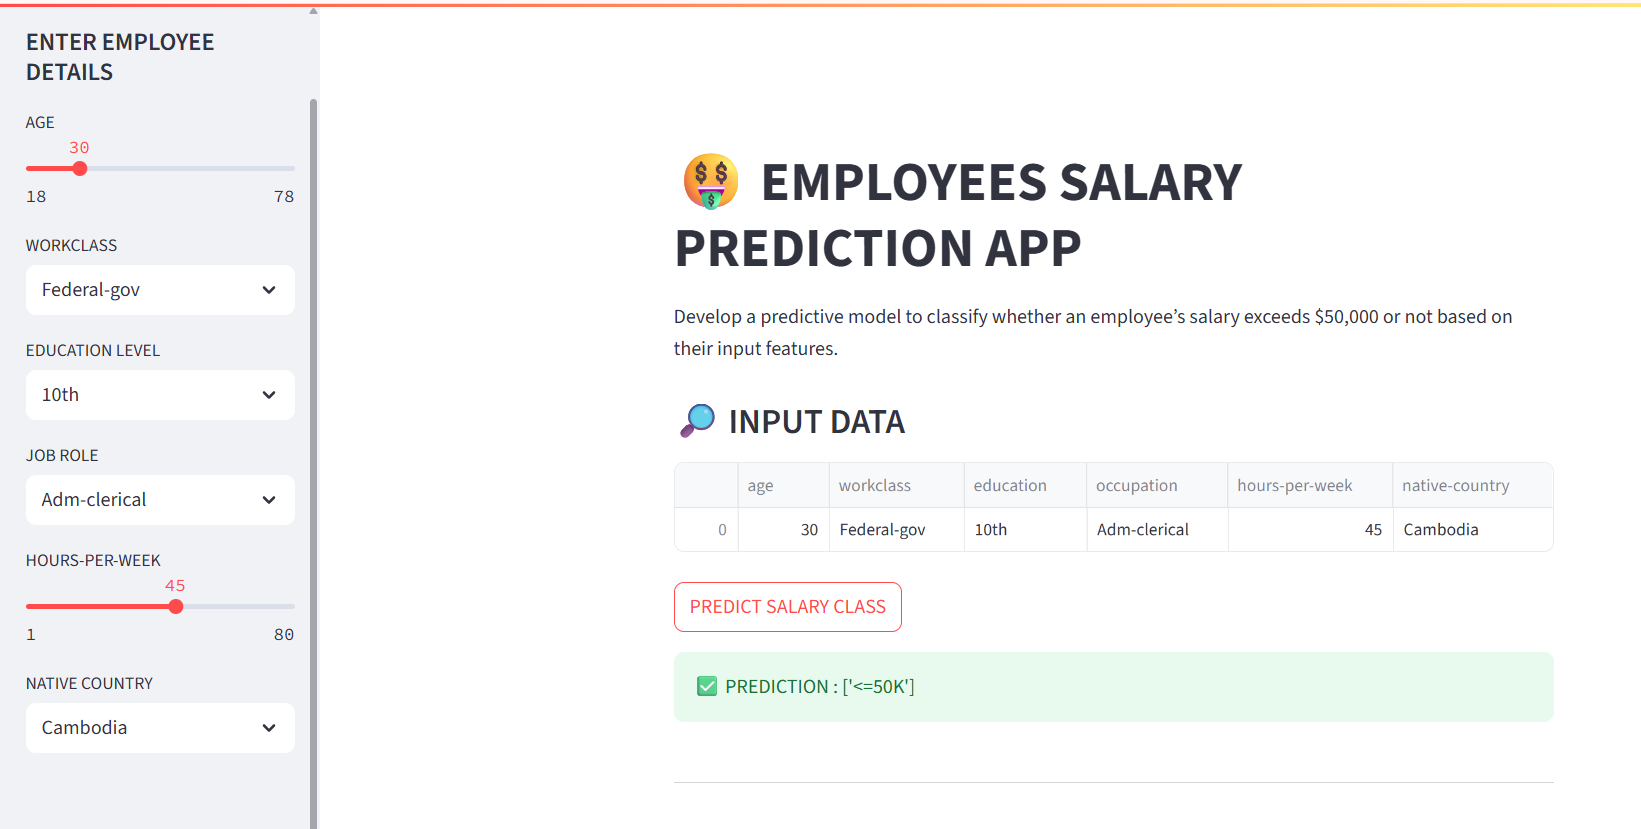 ENTER EMPLOYEE
DETAILS
AGE
30
18 78
WORKCLASS
Federal-gov
EDUCATION LEVEL
10th
JOB ROLE
Adm-clerical
HOURS-PER-WEEK
45
1 80
NATIVE COUNTRY
Cambodia
EMPLOYEES SALARY
PREDICTION APP
Develop a predictive model to classify whether an employee’s salary exceeds $50,000 or not based on
their input features.
INPUT DATA
age workclass education occupation hours-per-week native-country
0 30 Federal-gov 10th Adm-clerical 45 Cambodia
PREDICT SALARY CLASS
PREDICTION : ['<=50K']